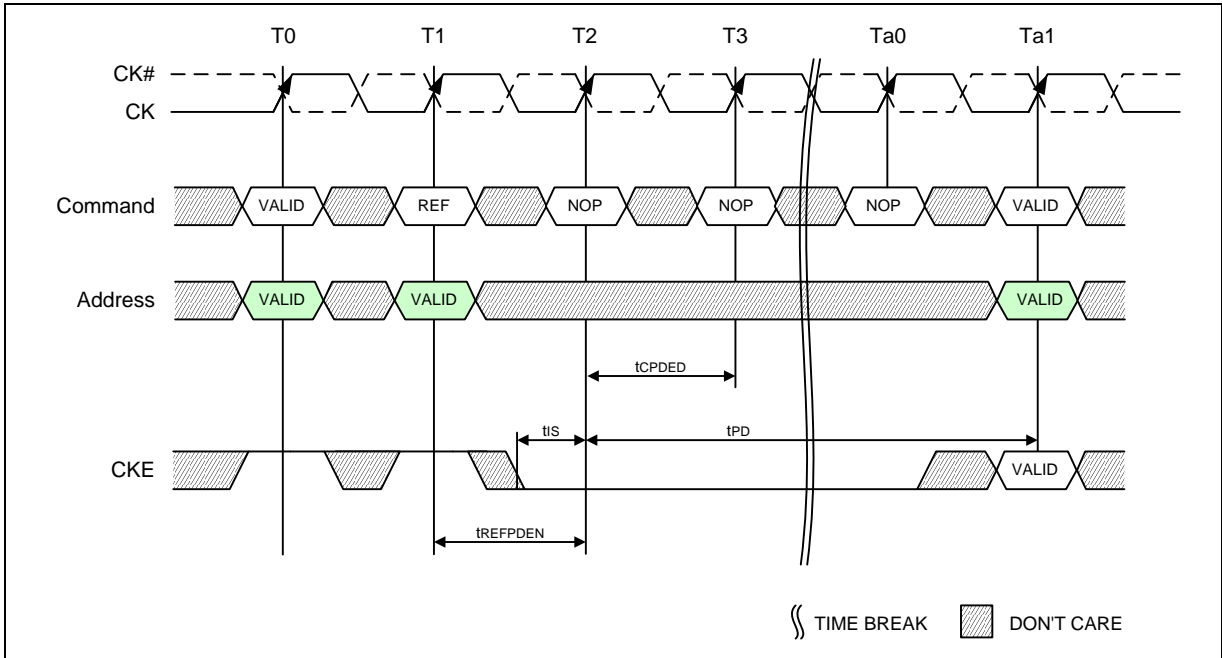 T0 T1 T2 T3 Ta0 Ta1
CK#
CK
Command VALID REF NOP NOP NOP VALID
Address VALID VALID VALID
tCPDED
tIS tPD
CKE VALID
tREFPDEN
TIME BREAK DON'T CARE